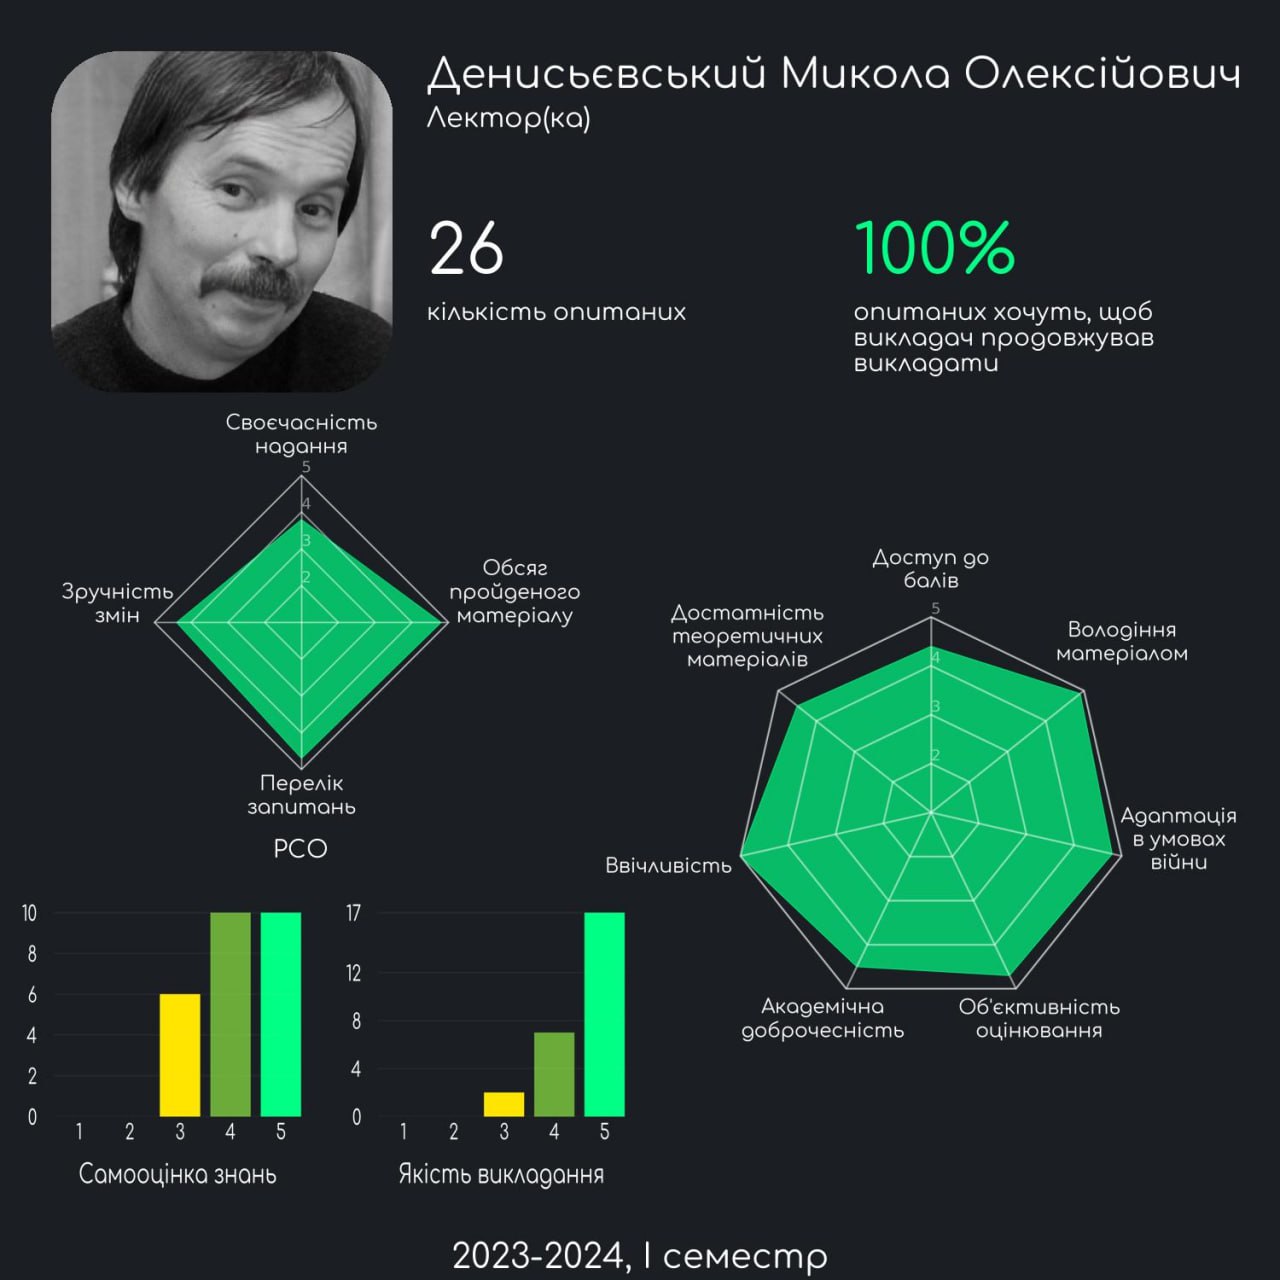 Денисьєвський Микола Олексійович
Лектор(ка)
26
кількість опитаних
100%
опитаних хочуть, щоб
викладач продовжував
викладати
Своєчасність
надання
5
4
3
2
Зручність
змін
Обсяг
пройденого
матеріалу
Перелік
запитань
РСО
Доступ до
балів
5
4
3
2
Достатність
теоретичних
матеріалів
Володіння
матеріалом
Адаптація
в умовах
війни
Ввічливість
Академічна
доброчесність
Об'єктивність
оцінювання
10
8
6
4
2
0
1 2 3 4 5
Самооцінка знань
17
12
8
4
0
1 2 3 4 5
Якість викладання
2023-2024, I семестр